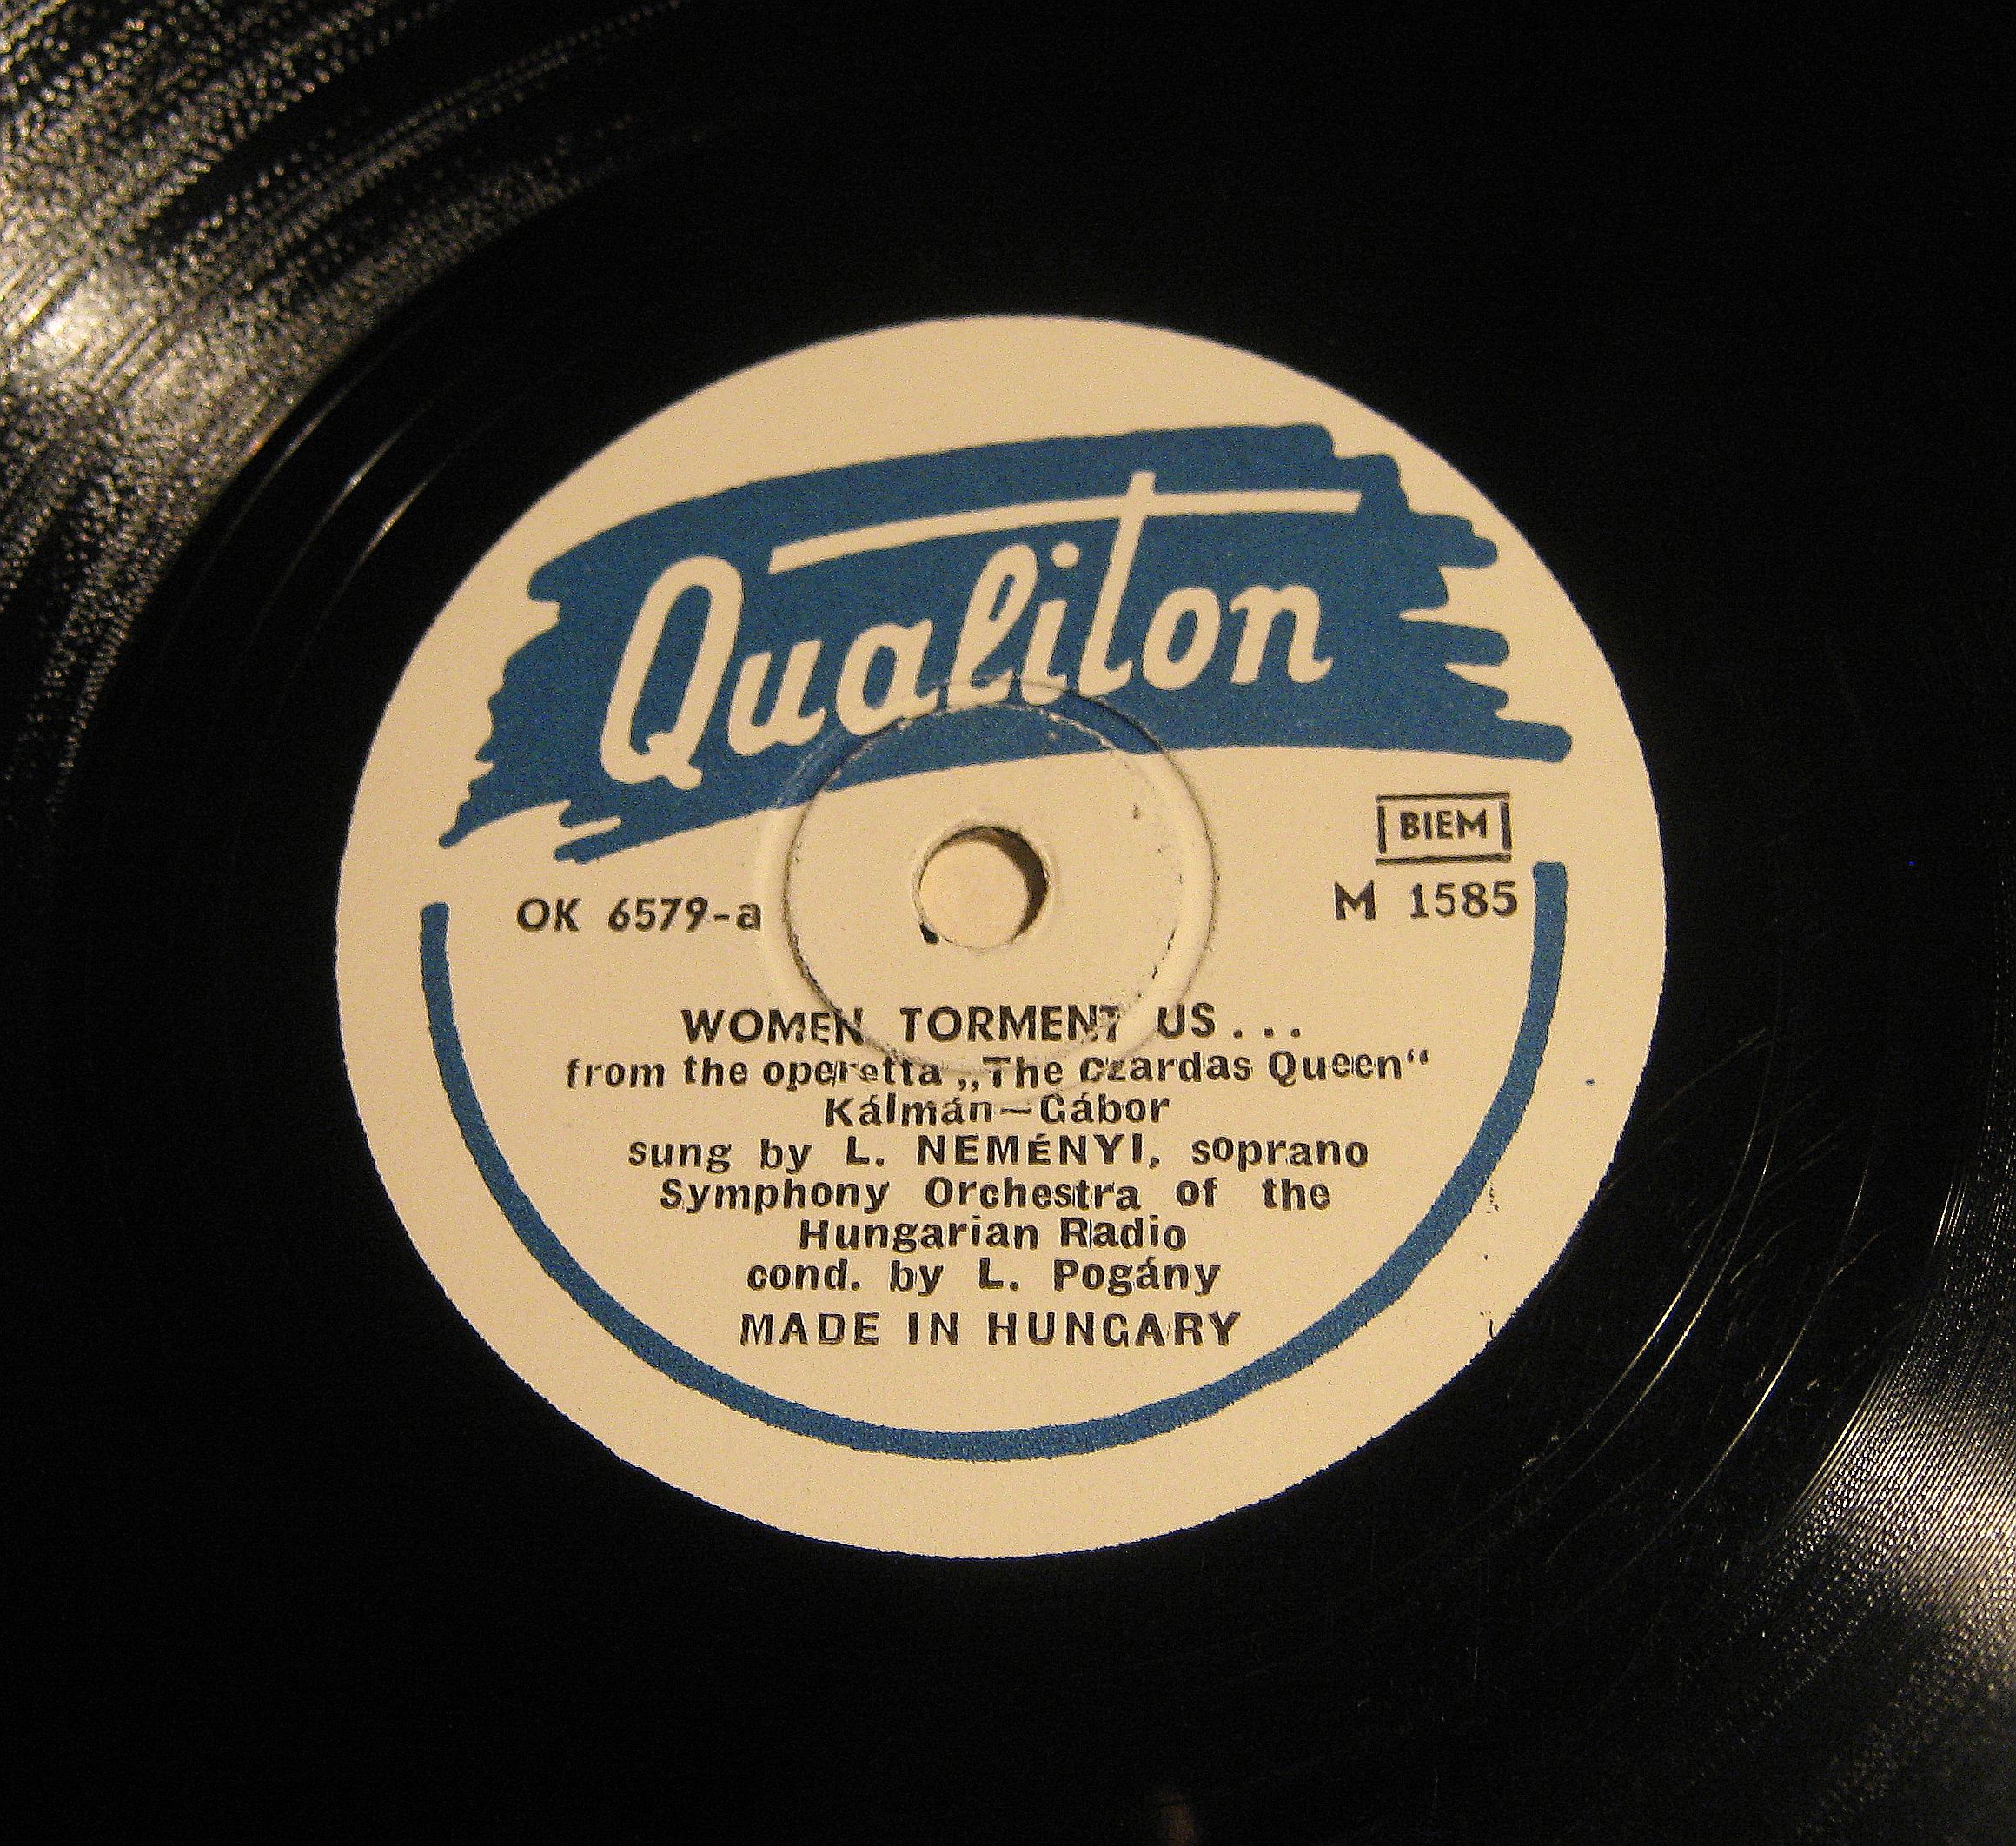 Qualiton
BIEM
OK 6579-a
M 1585
WOMEN TORMENT US...
from the operetta „The Czardas Queen“
Kálmán—Gábor
sung by L. NEMÉNYI, soprano
Symphony Orchestra of the
Hungarian Radio
cond. by L. Pogány
MADE IN HUNGARY